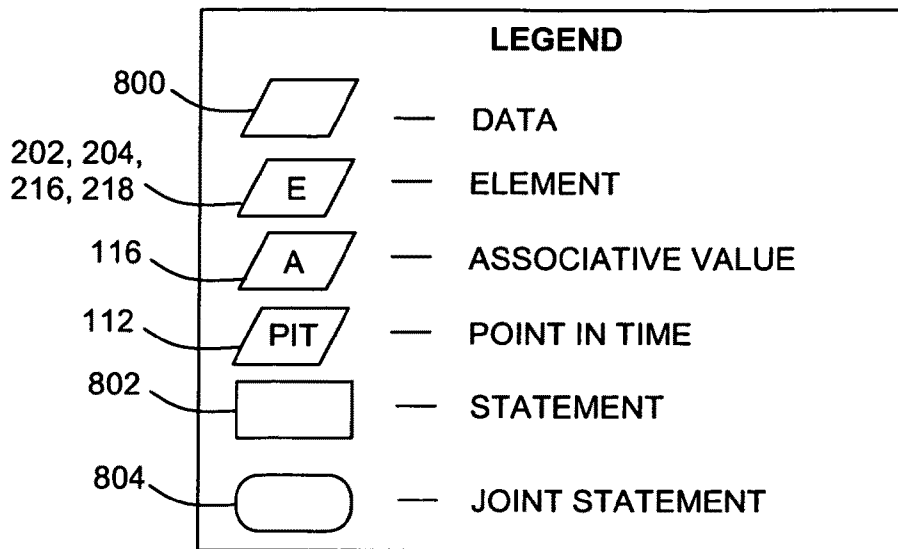 LEGEND
800
— DATA
202, 204,
216, 218
E — ELEMENT
116
A — ASSOCIATIVE VALUE
112
PIT — POINT IN TIME
802
— STATEMENT
804
— JOINT STATEMENT